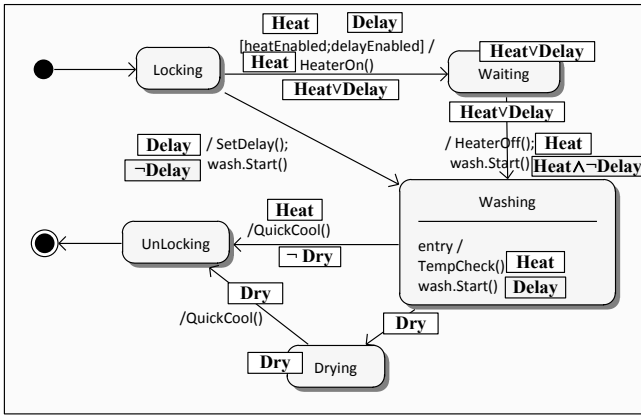 Heat Delay
[heatEnabled;delayEnabled] /
Heat HeaterOn()
Heat∨Delay
Locking
Heat∨Delay
Waiting
Heat∨Delay
Delay / SetDelay();
¬Delay wash.Start()
/ HeaterOff(); Heat
wash.Start() Heat∧¬Delay
Washing
entry /
TempCheck() Heat
wash.Start() Delay
Heat
/QuickCool()
¬ Dry
UnLocking
Dry
/QuickCool()
Dry
Dry
Drying